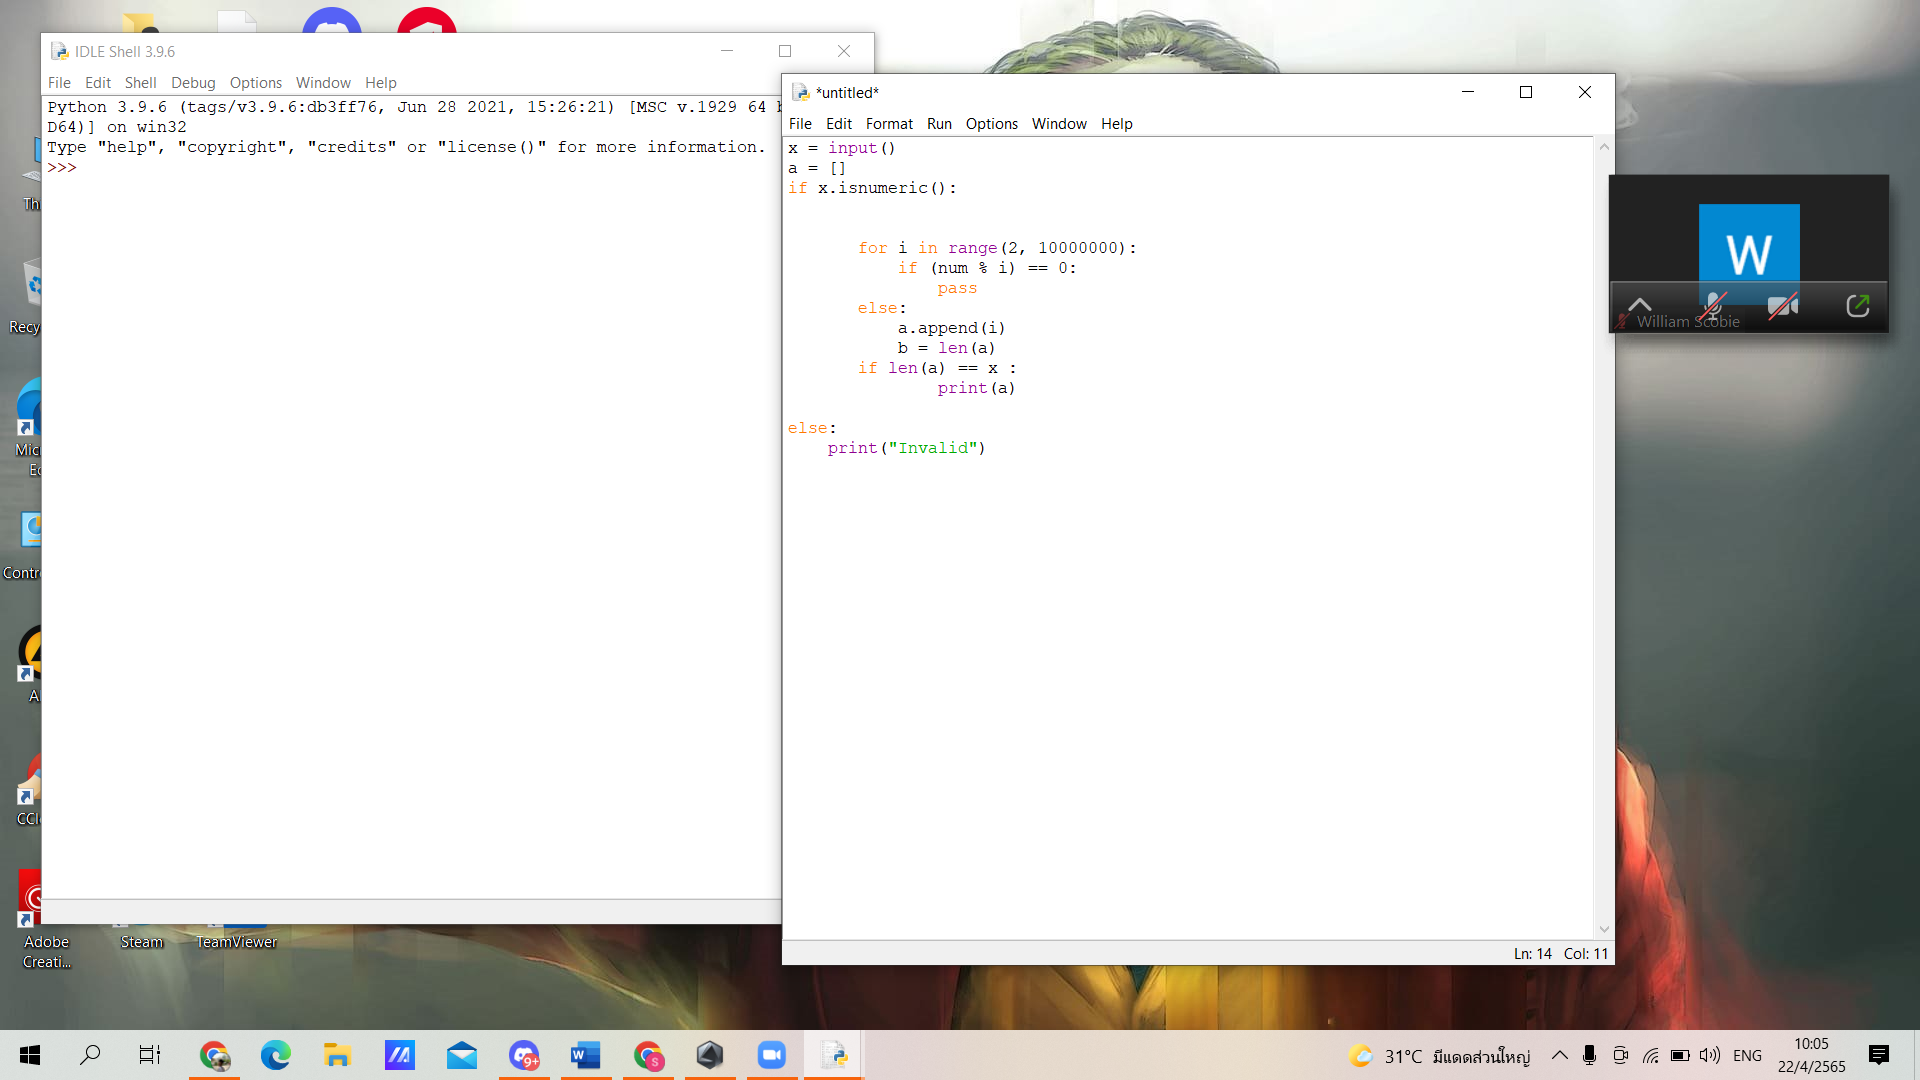 IDLE Shell 3.9.6
File Edit Shell Debug Options Window Help
Python 3.9.6 (tags/v3.9.6:db3ff76, Jun 28 2021, 15:26:21) [MSC v.1929 64 b
D64)] on win32
Type "help", "copyright", "credits" or "license()" for more information.
>>>
*untitled*
File Edit Format Run Options Window Help
x = input()
a = []
if x.isnumeric():
for i in range(2, 10000000):
if (num % i) == 0:
pass
else:
a.append(i)
b = len(a)
if len(a) == x :
print(a)
else:
print("Invalid")
Ln: 14 Col: 11
W
William Scobie
Th
Recy
Mic
Ec
Contr
A
CCl
Adobe
Creati...
Steam
TeamViewer
9+
W
S
31°C มีแดดส่วนใหญ่
ENG
10:05
22/4/2565